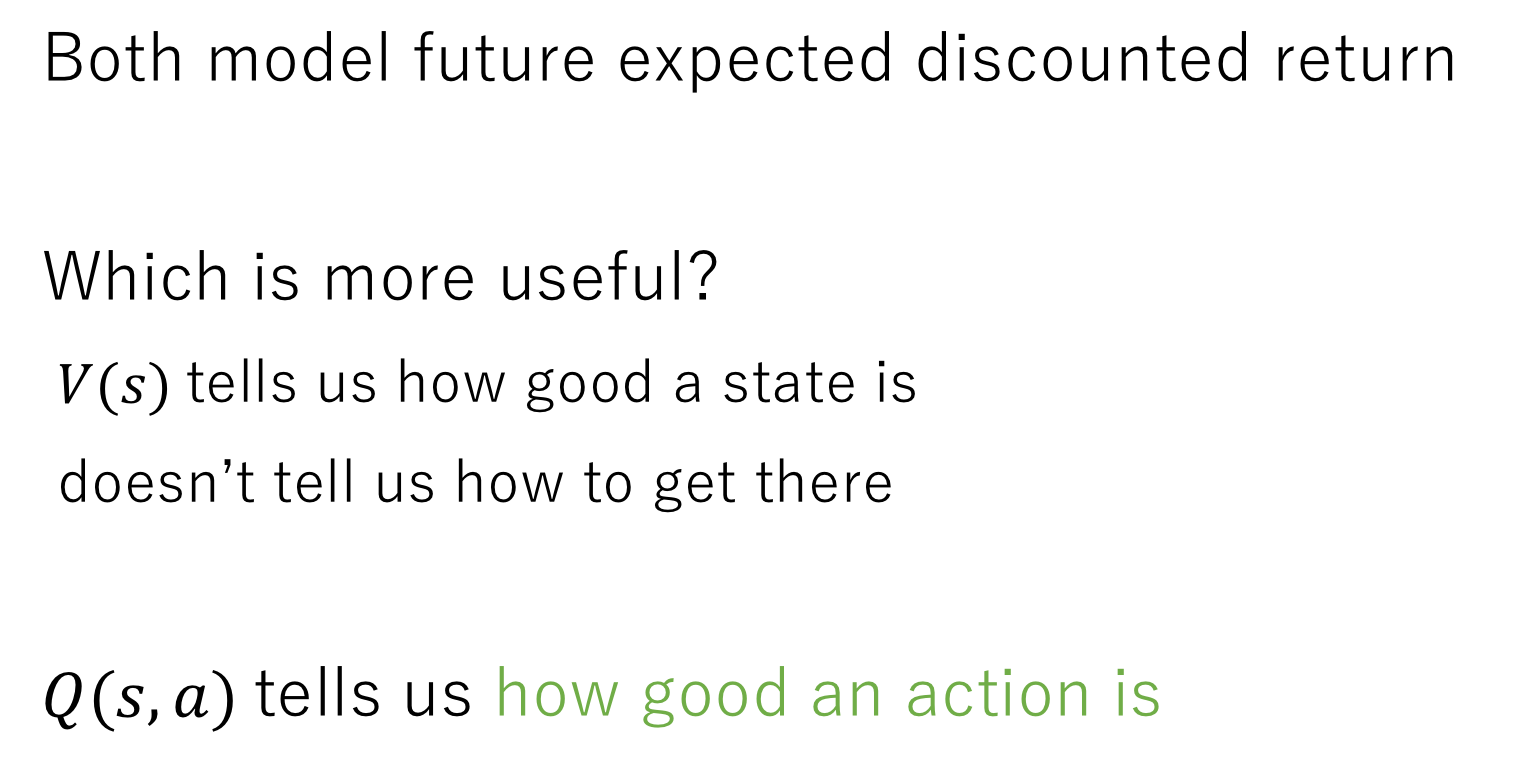 Both model future expected discounted return
Which is more useful?
V(s) tells us how good a state is
doesn’t tell us how to get there
Q(s, a) tells us how good an action is